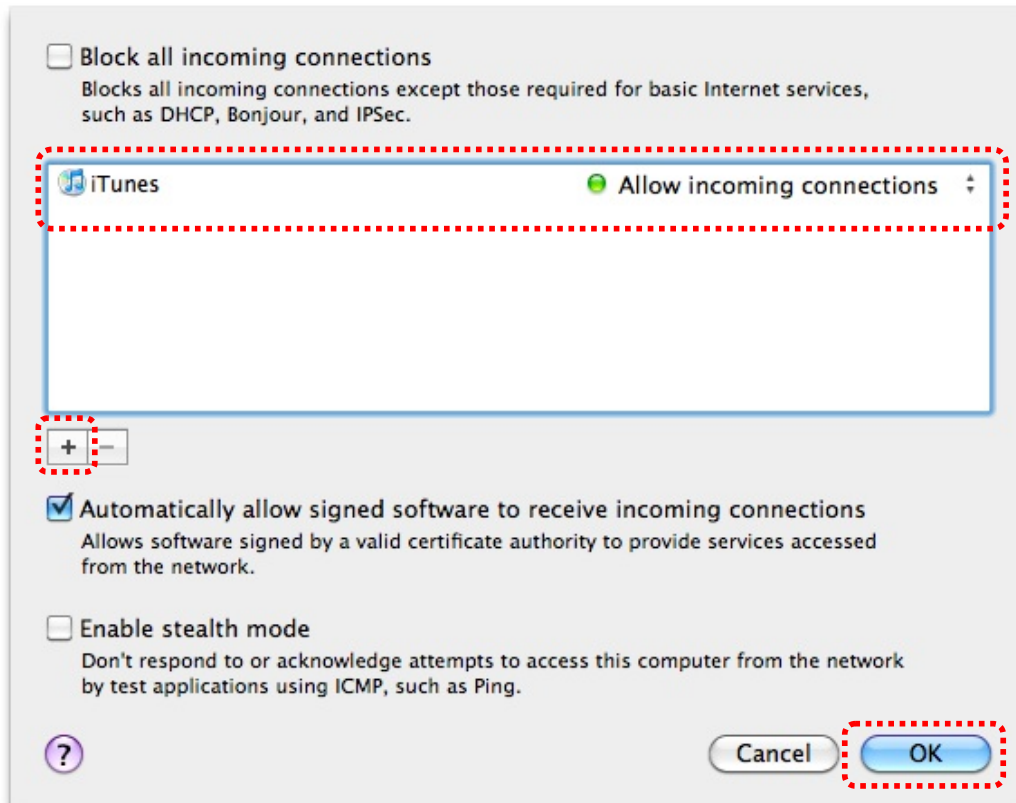 Block all incoming connections
Blocks all incoming connections except those required for basic Internet services,
such as DHCP, Bonjour, and IPSec.
iTunes Allow incoming connections
+ −
Automatically allow signed software to receive incoming connections
Allows software signed by a valid certificate authority to provide services accessed
from the network.
Enable stealth mode
Don't respond to or acknowledge attempts to access this computer from the network
by test applications using ICMP, such as Ping.
? Cancel OK